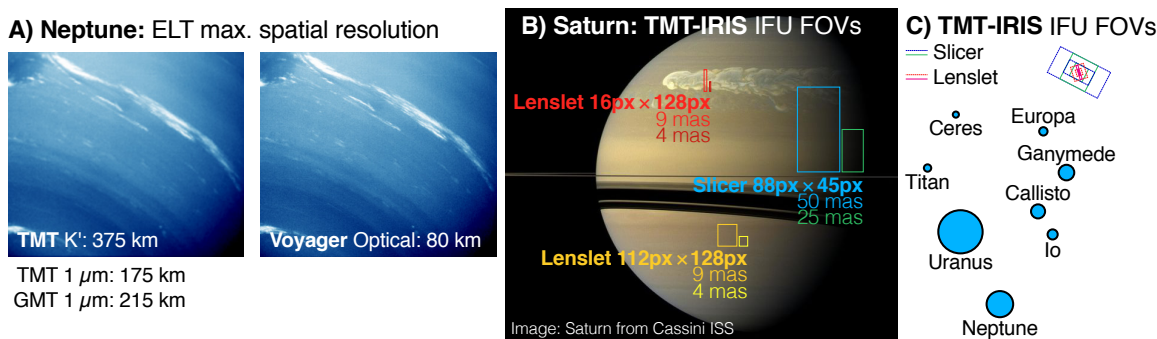 A) Neptune: ELT max. spatial resolution
TMT K': 375 km
Voyager Optical: 80 km
TMT 1 μm: 175 km
GMT 1 μm: 215 km
B) Saturn: TMT-IRIS IFU FOVs
Lenslet 16px × 128px
9 mas
4 mas
Slicer 88px × 45px
50 mas
25 mas
Lenslet 112px × 128px
9 mas
4 mas
Image: Saturn from Cassini ISS
C) TMT-IRIS IFU FOVs
Slicer
Lenslet
Ceres
Europa
Ganymede
Titan
Callisto
Io
Uranus
Neptune